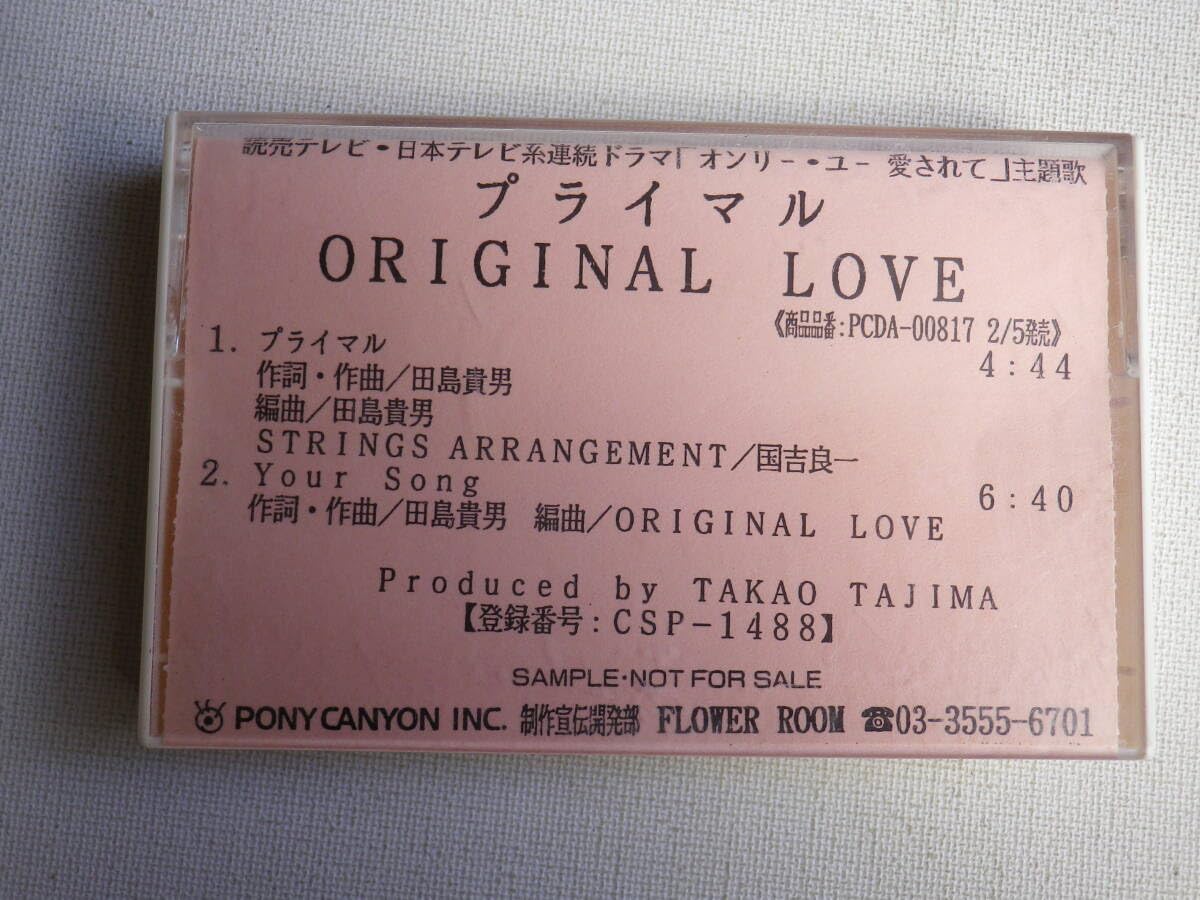 読売テレビ・日本テレビ系連続ドラマ「オンリー・ユー 愛されて」主題歌
プライマル
ORIGINAL LOVE
《商品品番:PCDA-00817 2/5発売》
1. プライマル 4:44
作詞・作曲/田島貴男
編曲/田島貴男
STRINGS ARRANGEMENT/国吉良一
2. Your Song 6:40
作詞・作曲/田島貴男 編曲/ORIGINAL LOVE
Produced by TAKAO TAJIMA
【登録番号:CSP-1488】
SAMPLE・NOT FOR SALE
PONY CANYON INC. 制作宣伝開発部 FLOWER ROOM ☎03-3555-6701